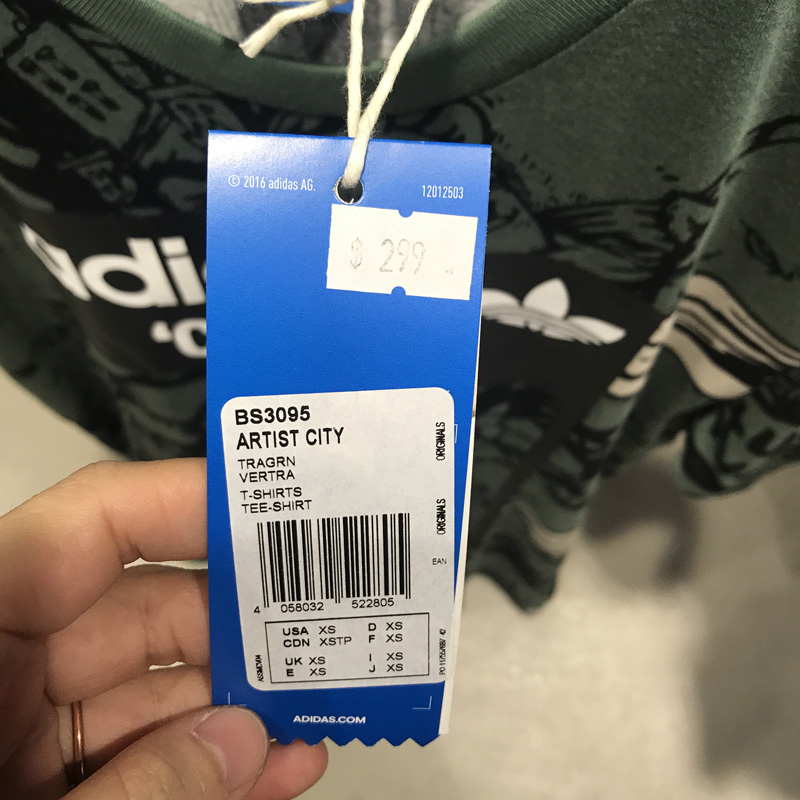 © 2016 adidas AG.
12012503
$ 299
adi
'O
BS3095
ARTIST CITY
TRAGRN
VERTRA
T-SHIRTS
TEE-SHIRT
ORIGINALS
ORIGINALS
EAN
4 058032 522805
USA XS D XS
CDN XSTP F XS
UK XS I XS
E XS J XS
ADIDAS.COM